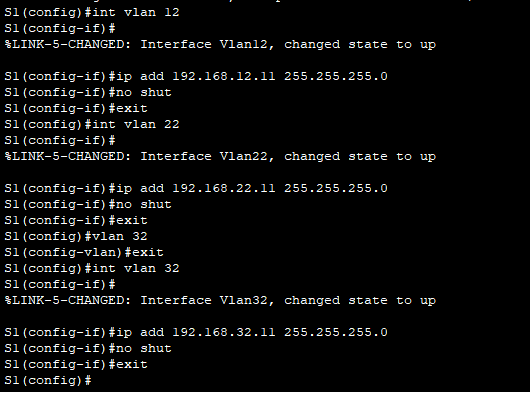 S1(config)#int vlan 12
S1(config-if)#
%LINK-5-CHANGED: Interface Vlan12, changed state to up
S1(config-if)#ip add 192.168.12.11 255.255.255.0
S1(config-if)#no shut
S1(config-if)#exit
S1(config)#int vlan 22
S1(config-if)#
%LINK-5-CHANGED: Interface Vlan22, changed state to up
S1(config-if)#ip add 192.168.22.11 255.255.255.0
S1(config-if)#no shut
S1(config-if)#exit
S1(config)#vlan 32
S1(config-vlan)#exit
S1(config)#int vlan 32
S1(config-if)#
%LINK-5-CHANGED: Interface Vlan32, changed state to up
S1(config-if)#ip add 192.168.32.11 255.255.255.0
S1(config-if)#no shut
S1(config-if)#exit
S1(config)#